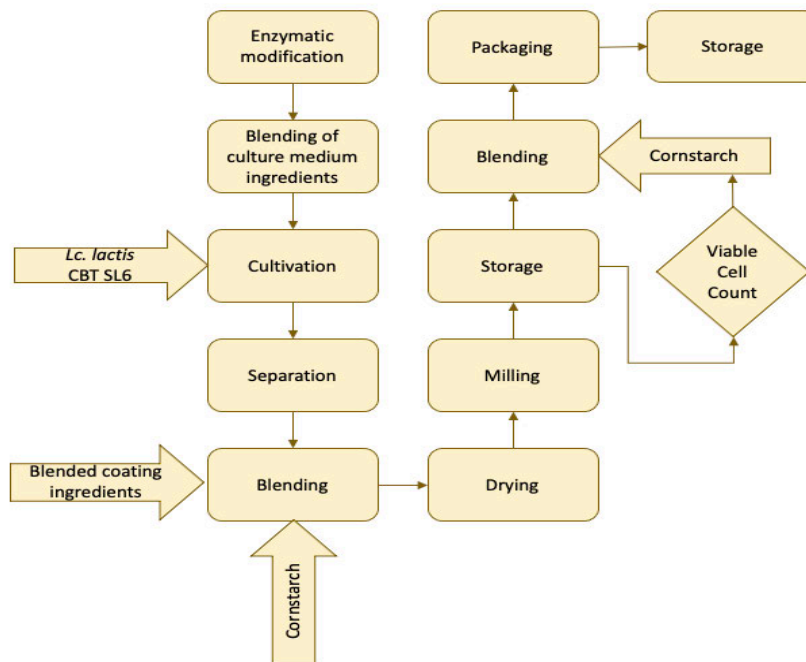 Enzymatic
modification
Blending of
culture medium
ingredients
Lc. lactis
CBT SL6
Cultivation
Separation
Blended coating
ingredients
Blending
Cornstarch
Drying
Milling
Storage
Viable
Cell
Count
Cornstarch
Blending
Packaging
Storage